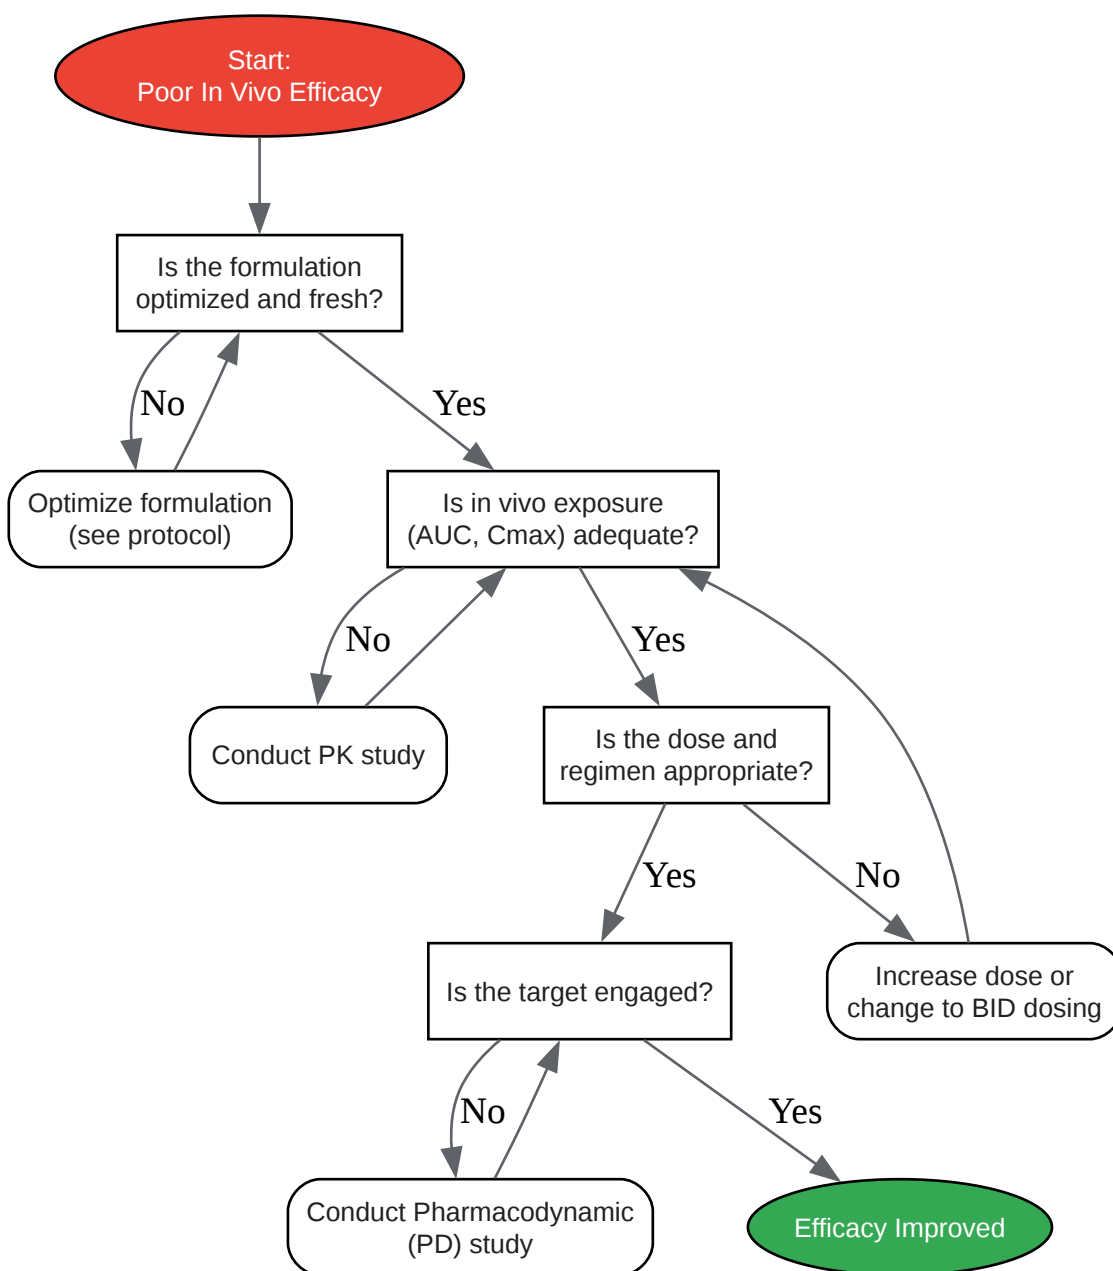 Start:
Poor In Vivo Efficacy
Is the formulation
optimized and fresh?
No
Yes
Optimize formulation
(see protocol)
Is in vivo exposure
(AUC, Cmax) adequate?
No
Yes
Conduct PK study
Is the dose and
regimen appropriate?
Yes
No
Is the target engaged?
Increase dose or
change to BID dosing
No
Yes
Conduct Pharmacodynamic
(PD) study
Efficacy Improved